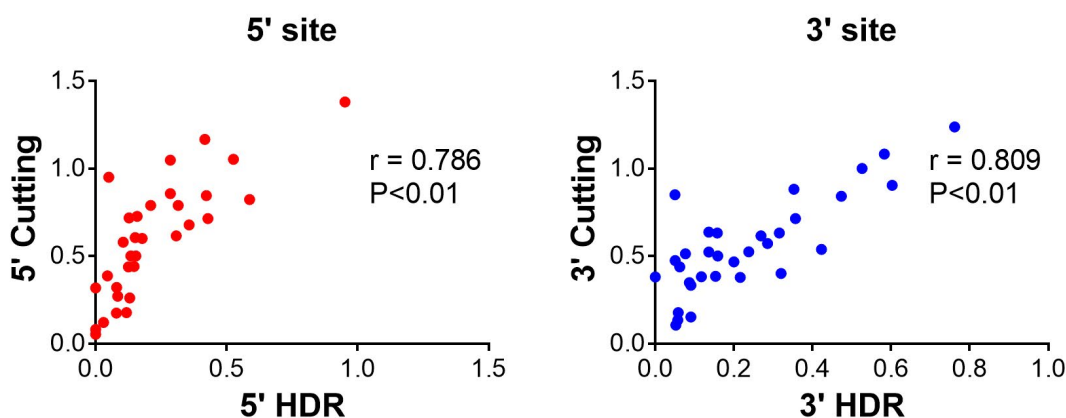 5' site
5' Cutting
1.5
1.0
0.5
0.0
r = 0.786
P<0.01
0.0 0.5 1.0 1.5
5' HDR
3' site
3' Cutting
1.5
1.0
0.5
0.0
r = 0.809
P<0.01
0.0 0.2 0.4 0.6 0.8 1.0
3' HDR